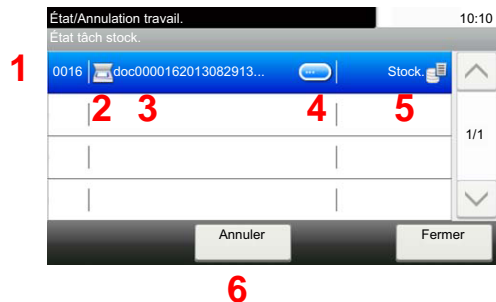 État/Annulation travail. 10:10
État tâch stock.
1 0016 doc0000162013082913... Stock.
2 3 4 5
1/1
Annuler Fermer
6